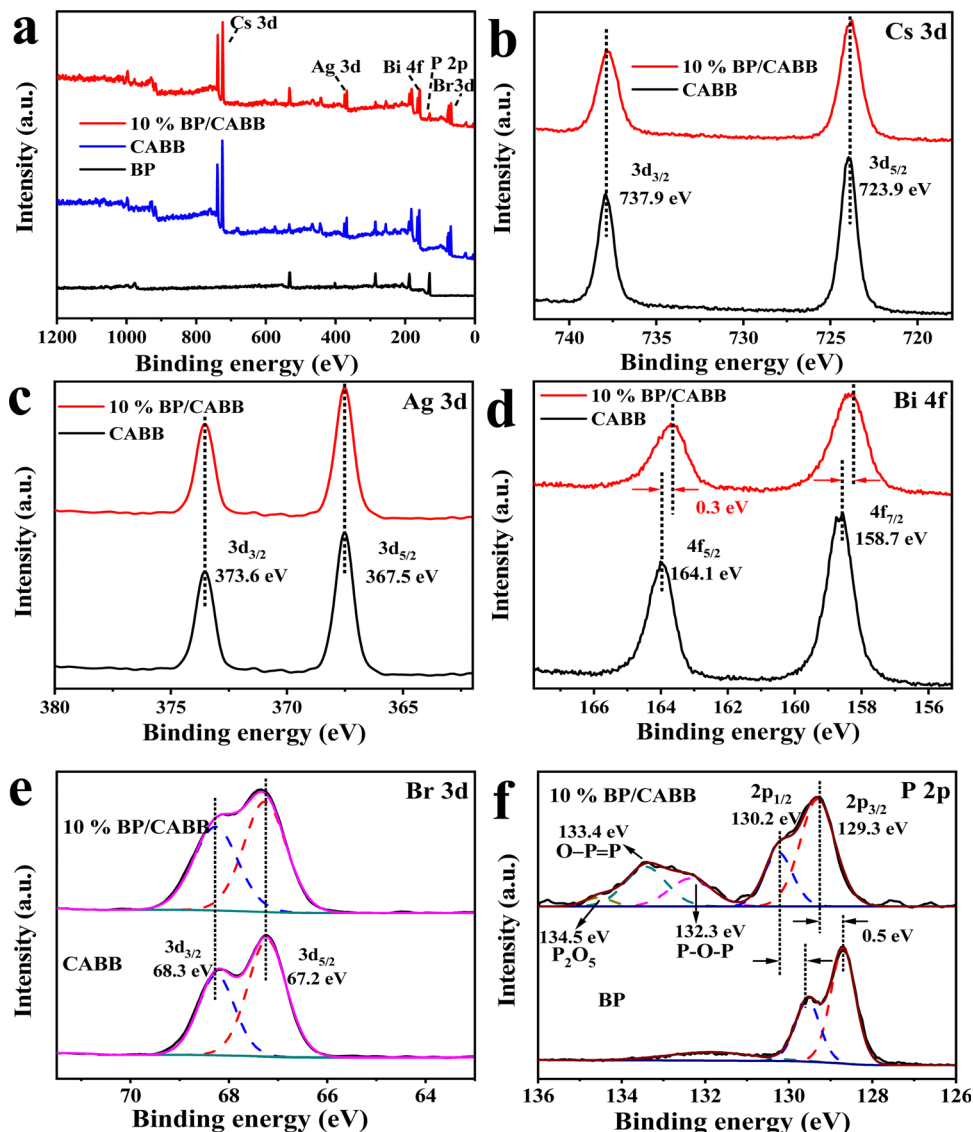 a
Cs 3d
Ag 3d
Bi 4f
P 2p
Br3d
10 % BP/CABB
CABB
BP
Intensity (a.u.)
1200 1000 800 600 400 200 0
Binding energy (eV)
b
Cs 3d
10 % BP/CABB
CABB
3d3/2
737.9 eV
3d5/2
723.9 eV
Intensity (a.u.)
740 735 730 725 720
Binding energy (eV)
c
Ag 3d
10 % BP/CABB
CABB
3d3/2
373.6 eV
3d5/2
367.5 eV
Intensity (a.u.)
380 375 370 365
Binding energy (eV)
d
Bi 4f
10 % BP/CABB
CABB
0.3 eV
4f5/2
164.1 eV
4f7/2
158.7 eV
Intensity (a.u.)
166 164 162 160 158 156
Binding energy (eV)
e
Br 3d
10 % BP/CABB
CABB
3d3/2
68.3 eV
3d5/2
67.2 eV
Intensity (a.u.)
70 68 66 64
Binding energy (eV)
f
P 2p
10 % BP/CABB
2p1/2
130.2 eV
2p3/2
129.3 eV
133.4 eV
O–P=P
134.5 eV
P2O5
132.3 eV
P-O-P
0.5 eV
BP
Intensity (a.u.)
136 134 132 130 128 126
Binding energy (eV)